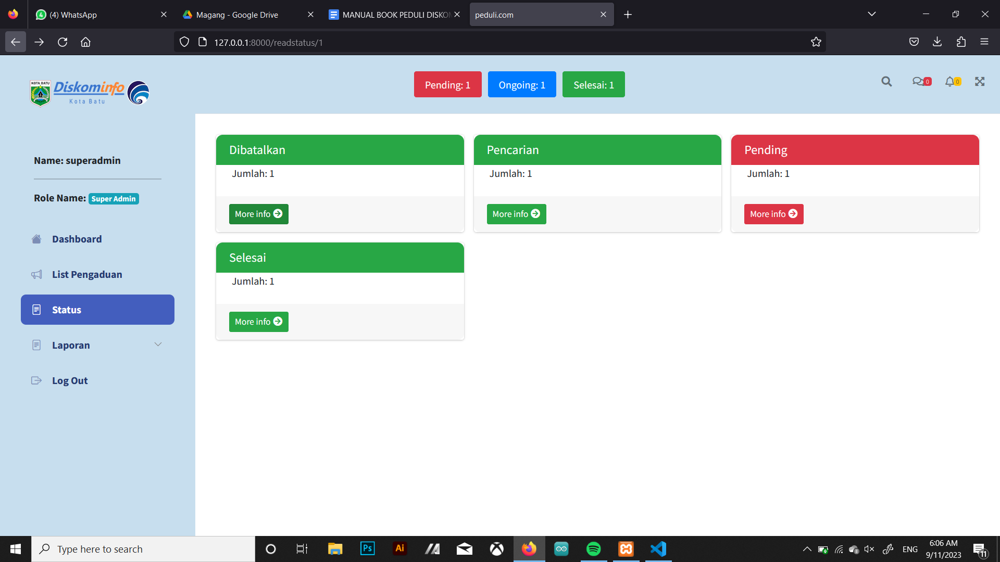 (4) WhatsApp
Magang - Google Drive
MANUAL BOOK PEDULI DISKO
peduli.com
127.0.0.1:8000/readstatus/1
KOTA BATU
Diskominfo
Kota Batu
Pending: 1
Ongoing: 1
Selesai: 1
0
0
Name: superadmin
Role Name: Super Admin
Dashboard
List Pengaduan
Status
Laporan
Log Out
Dibatalkan
Jumlah: 1
More info
Pencarian
Jumlah: 1
More info
Pending
Jumlah: 1
More info
Selesai
Jumlah: 1
More info
Type here to search
Ps
Ai
ENG
6:06 AM
9/11/2023
11